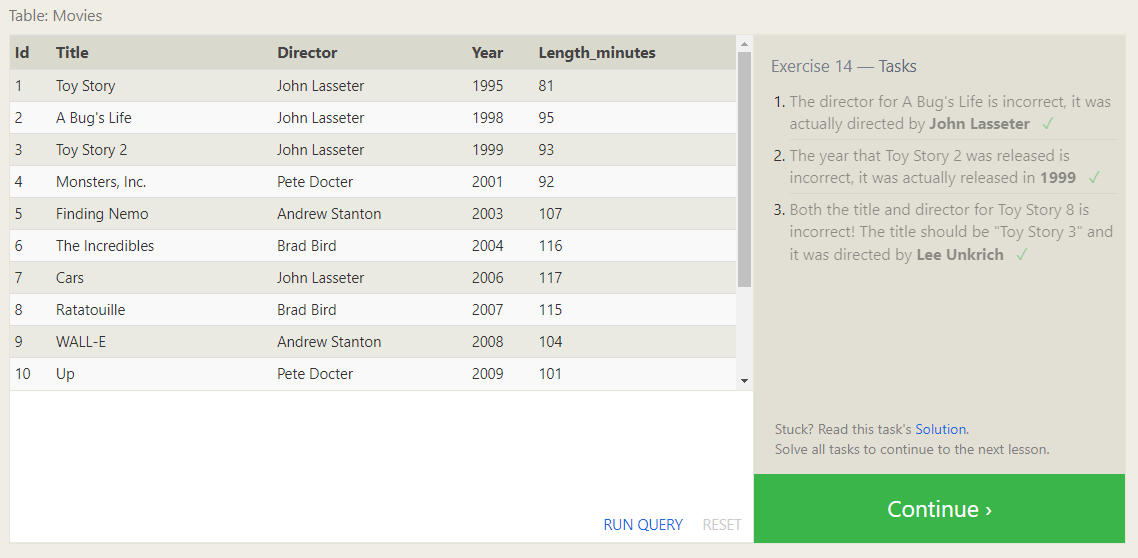 Table: Movies
Id Title Director Year Length_minutes
1 Toy Story John Lasseter 1995 81
2 A Bug's Life John Lasseter 1998 95
3 Toy Story 2 John Lasseter 1999 93
4 Monsters, Inc. Pete Docter 2001 92
5 Finding Nemo Andrew Stanton 2003 107
6 The Incredibles Brad Bird 2004 116
7 Cars John Lasseter 2006 117
8 Ratatouille Brad Bird 2007 115
9 WALL-E Andrew Stanton 2008 104
10 Up Pete Docter 2009 101
RUN QUERY RESET
Exercise 14 — Tasks
1. The director for A Bug's Life is incorrect, it was
actually directed by John Lasseter ✓
2. The year that Toy Story 2 was released is
incorrect, it was actually released in 1999 ✓
3. Both the title and director for Toy Story 8 is
incorrect! The title should be "Toy Story 3" and
it was directed by Lee Unkrich ✓
Stuck? Read this task's Solution.
Solve all tasks to continue to the next lesson.
Continue ›